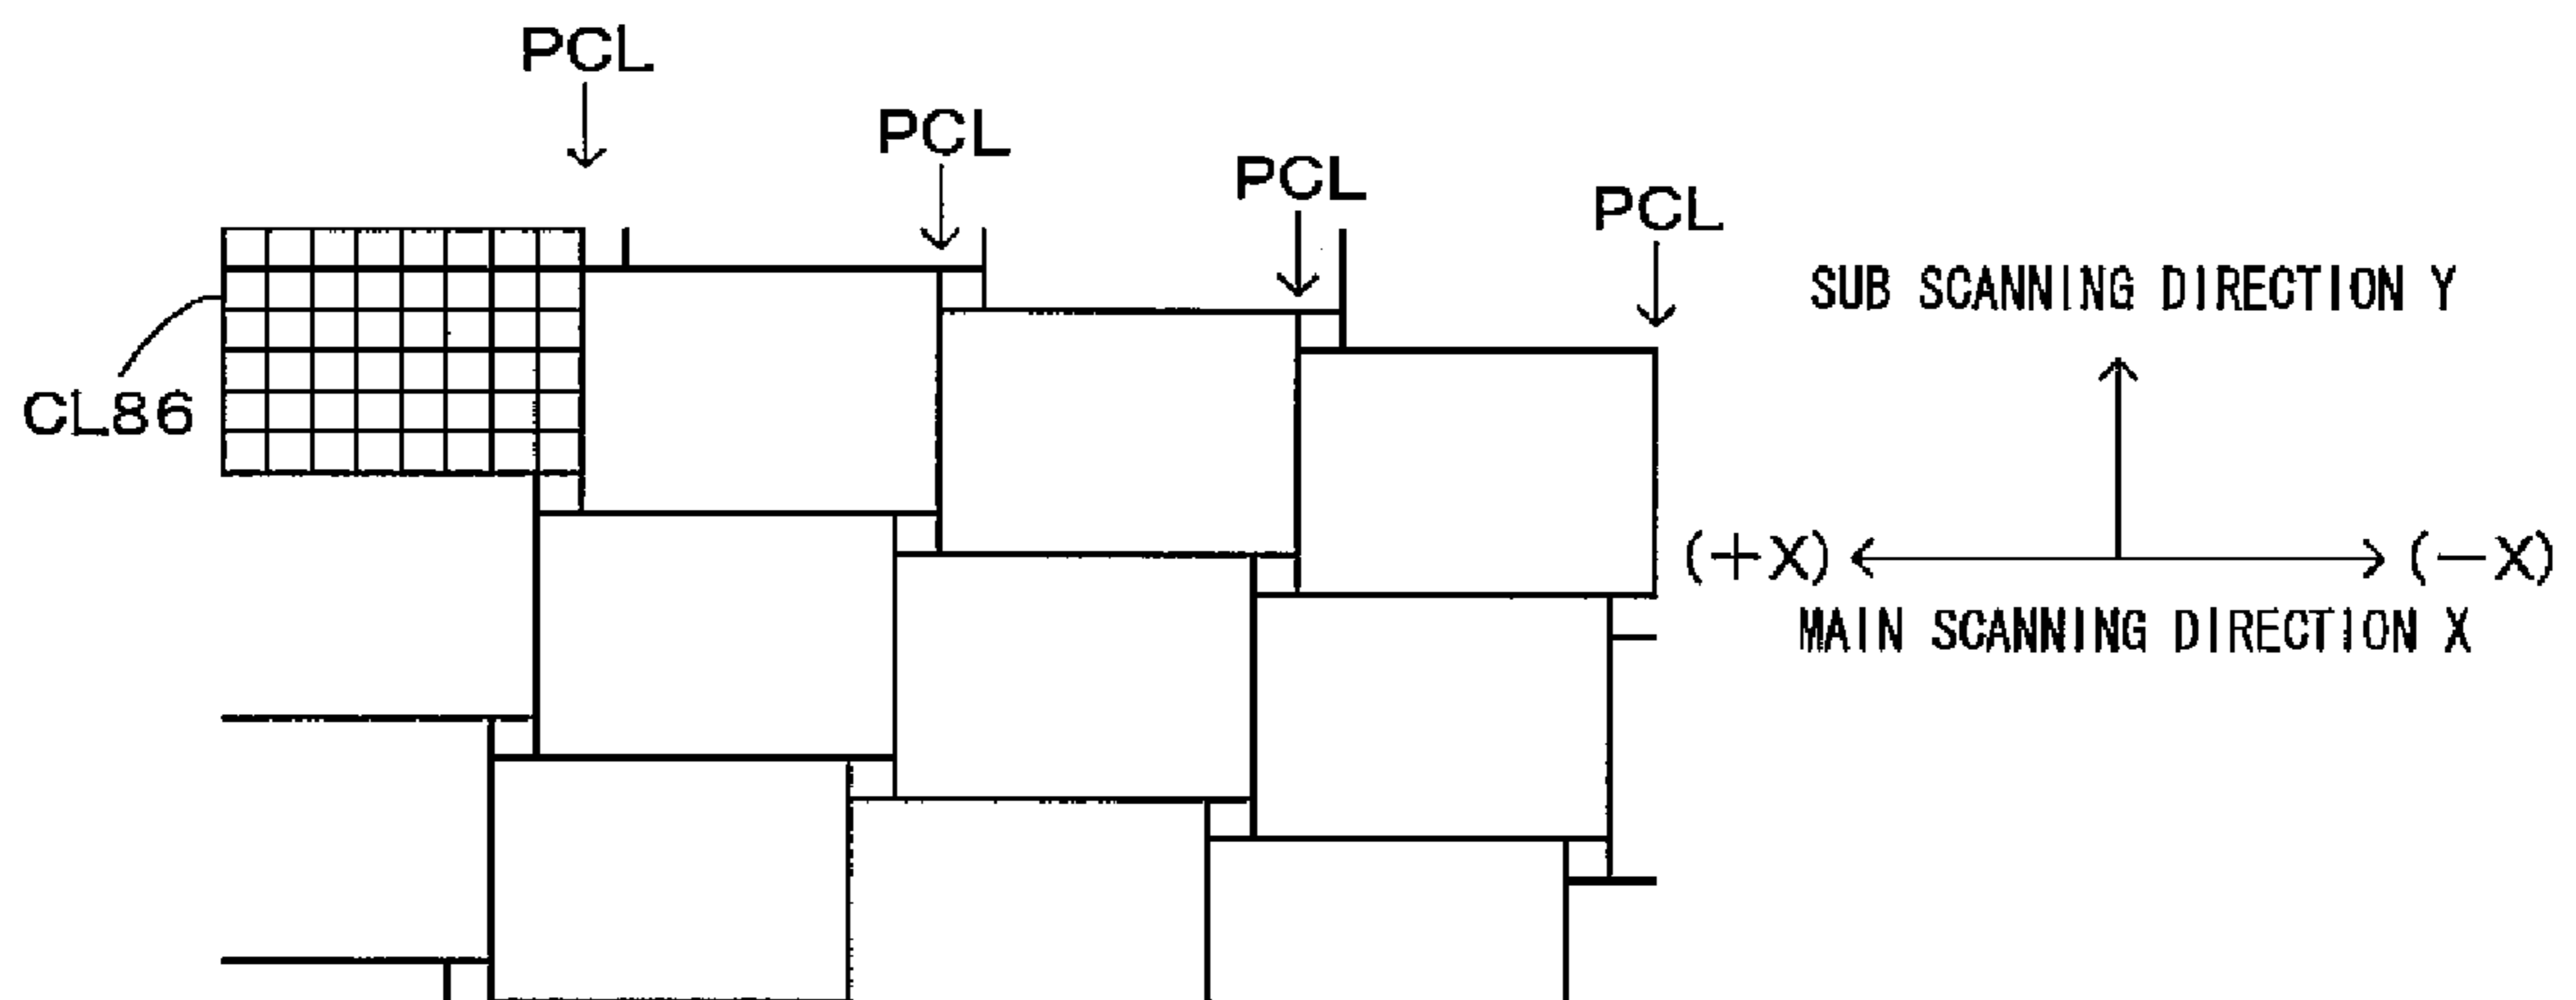 PCL
PCL
PCL
PCL
SUB SCANNING DIRECTION Y
CL86
(+X)
(−X)
MAIN SCANNING DIRECTION X